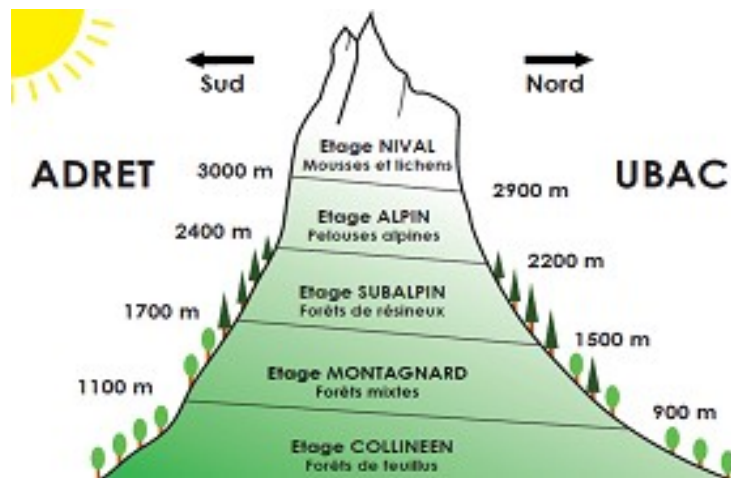 Sud
Nord
ADRET
UBAC
Etage NIVAL
Mousses et lichens
3000 m
2900 m
Etage ALPIN
Pelouses alpines
2400 m
2200 m
Etage SUBALPIN
Forêts de résineux
1700 m
1500 m
Etage MONTAGNARD
Forêts mixtes
1100 m
900 m
Etage COLLINEEN
Forêts de feuillus